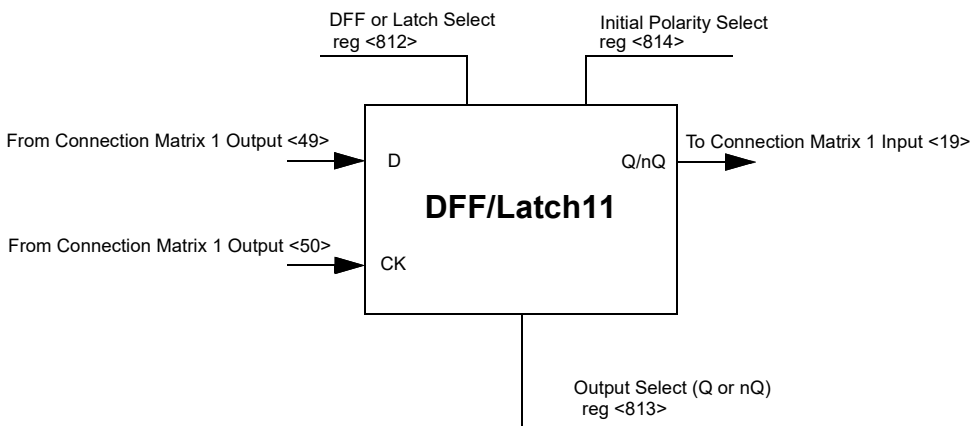 DFF or Latch Select
reg <812>
Initial Polarity Select
reg <814>
From Connection Matrix 1 Output <49>
To Connection Matrix 1 Input <19>
D
Q/nQ
DFF/Latch11
From Connection Matrix 1 Output <50>
CK
Output Select (Q or nQ)
reg <813>